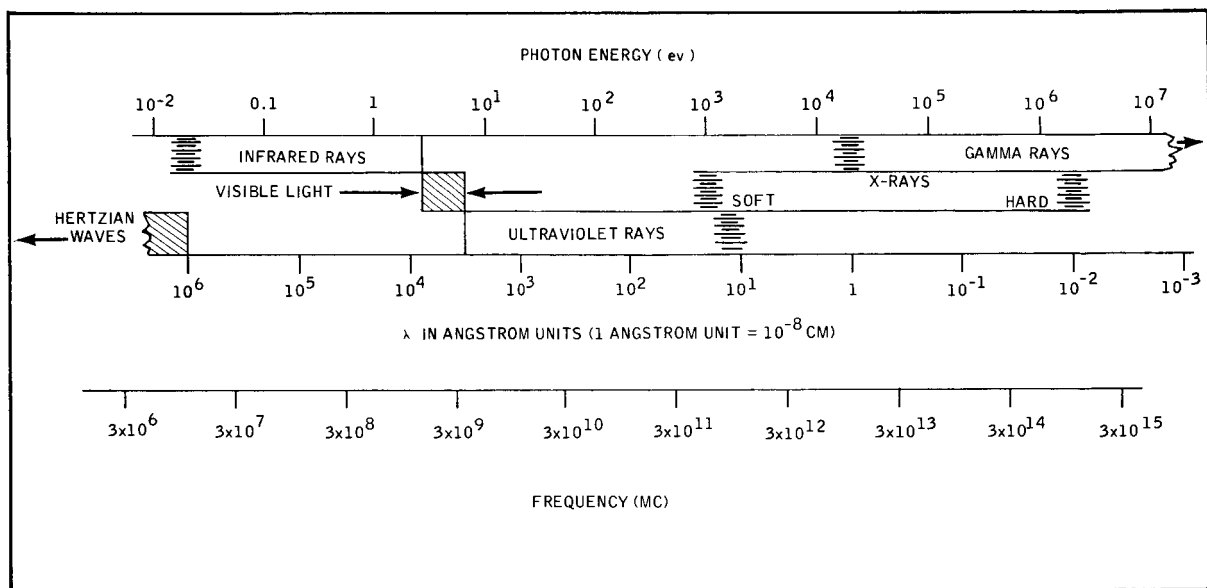 PHOTON ENERGY (ev)
10⁻² 0.1 1 10¹ 10² 10³ 10⁴ 10⁵ 10⁶ 10⁷
INFRARED RAYS GAMMA RAYS
VISIBLE LIGHT X-RAYS
SOFT HARD
HERTZIAN
WAVES
ULTRAVIOLET RAYS
10⁶ 10⁵ 10⁴ 10³ 10² 10¹ 1 10⁻¹ 10⁻² 10⁻³
λ IN ANGSTROM UNITS (1 ANGSTROM UNIT = 10⁻⁸ CM)
3x10⁶ 3x10⁷ 3x10⁸ 3x10⁹ 3x10¹⁰ 3x10¹¹ 3x10¹² 3x10¹³ 3x10¹⁴ 3x10¹⁵
FREQUENCY (MC)